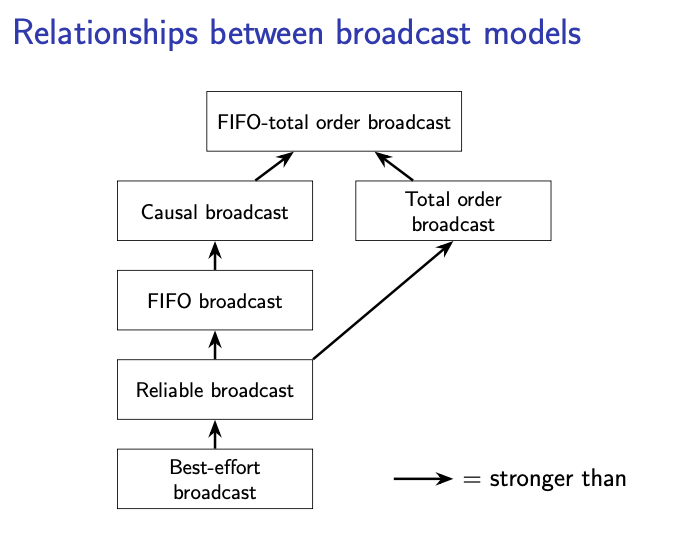 Relationships between broadcast models
FIFO-total order broadcast
Causal broadcast
Total order
broadcast
FIFO broadcast
Reliable broadcast
Best-effort
broadcast
= stronger than